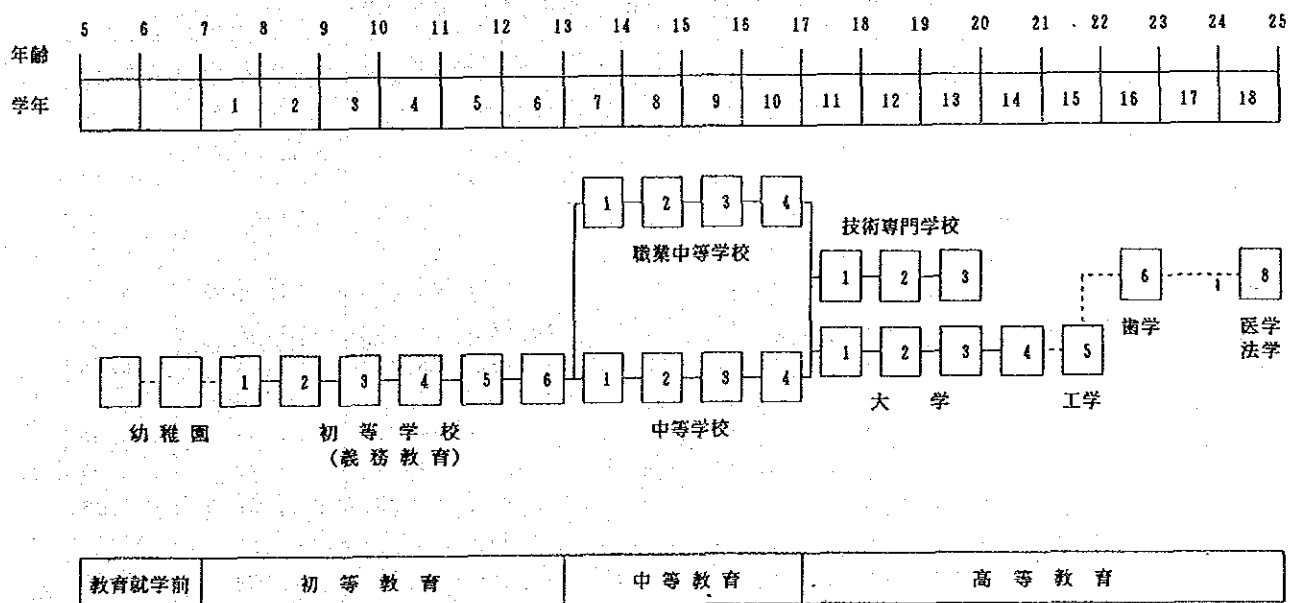 5 6 7 8 9 10 11 12 13 14 15 16 17 18 19 20 21 22 23 24 25
年齢
学年 1 2 3 4 5 6 7 8 9 10 11 12 13 14 15 16 17 18
1 2 3 4
職業中等学校
技術専門学校
1 2 3
6 8
歯学 医学
法学
1 2 3 4 5 6
1 2 3 4
1 2 3 4 5
大学 工学
幼稚園 初等学校 中等学校
(義務教育)
教育就学前 初等教育 中等教育 高等教育